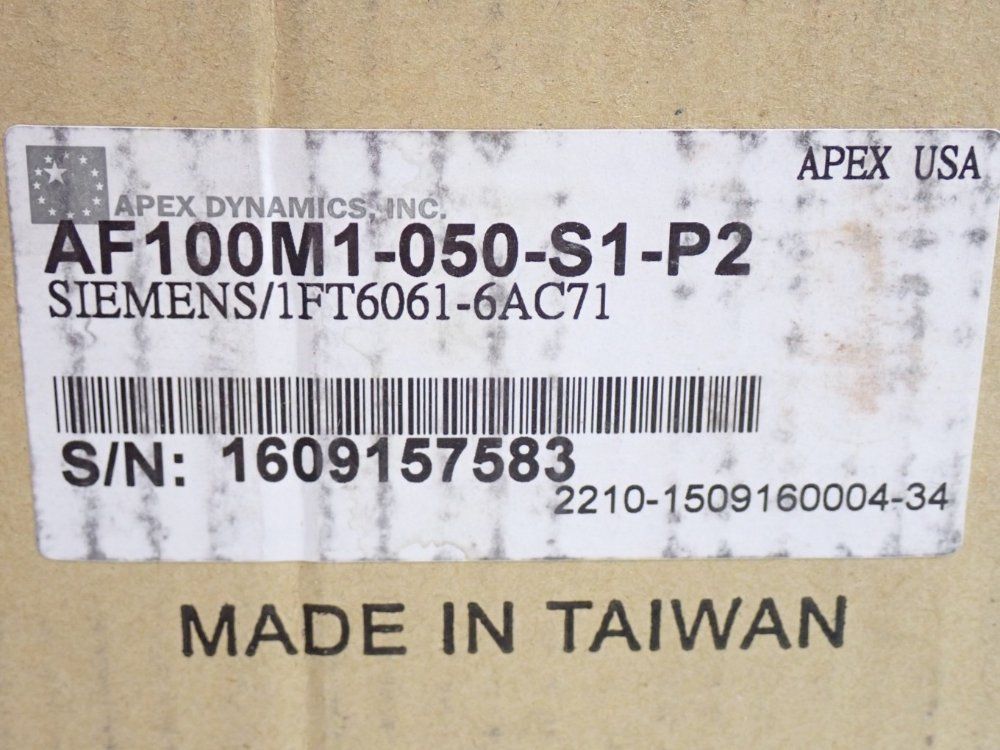 APEX USA
APEX DYNAMICS, INC.
AF100M1-050-S1-P2
SIEMENS/1FT6061-6AC71
S/N: 1609157583
2210-1509160004-34
MADE IN TAIWAN